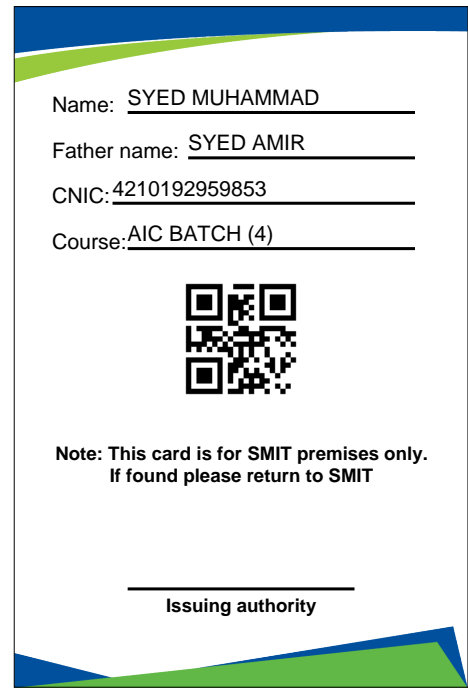 Name: SYED MUHAMMAD
Father name: SYED AMIR
CNIC: 4210192959853
Course: AIC BATCH (4)
Note: This card is for SMIT premises only.
If found please return to SMIT
Issuing authority